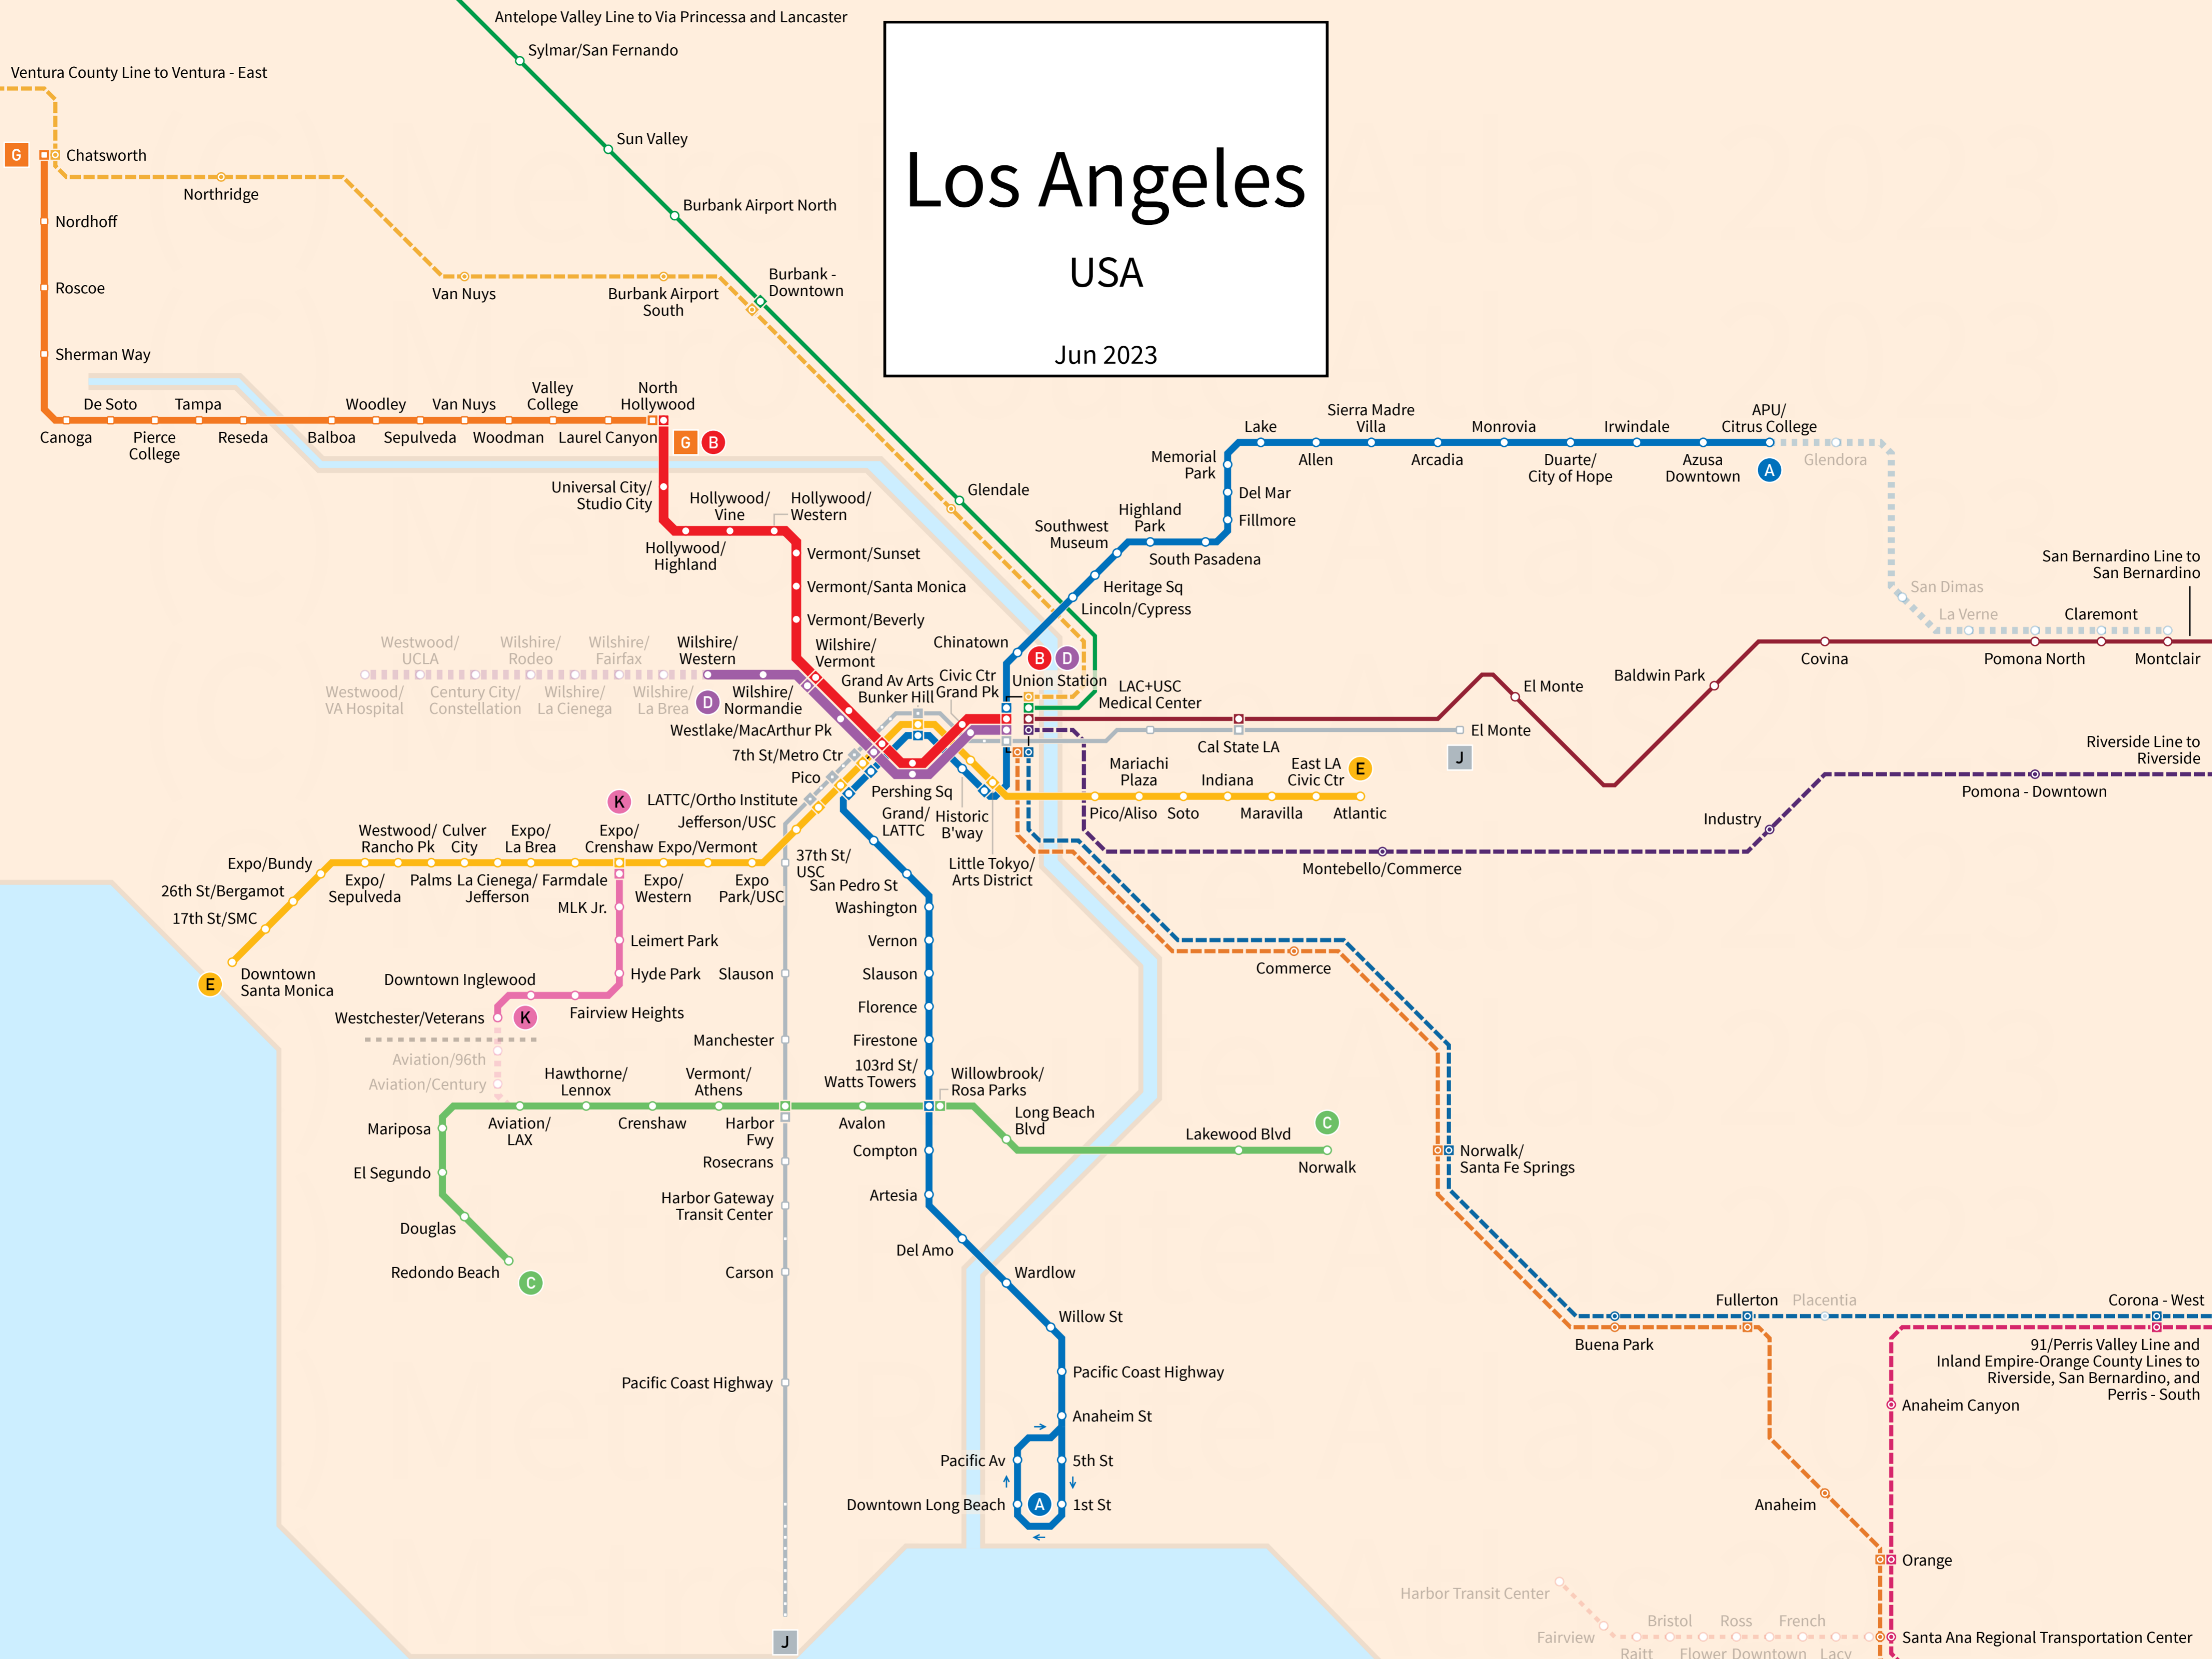 Antelope Valley Line to Via Princessa and Lancaster
Sylmar/San Fernando
Ventura County Line to Ventura - East
Los Angeles
USA
Jun 2023
Sun Valley
G
Chatsworth
Northridge
Burbank Airport North
Nordhoff
Burbank -
Downtown
Roscoe
Van Nuys
Burbank Airport
South
Sherman Way
De Soto
Tampa
Woodley
Van Nuys
Valley
College
North
Hollywood
Canoga
Pierce
College
Reseda
Balboa
Sepulveda
Woodman
Laurel Canyon
G
B
Lake
Sierra Madre
Villa
Monrovia
Irwindale
APU/
Citrus College
Memorial
Park
Allen
Arcadia
Duarte/
City of Hope
Azusa
Downtown
A
Glendora
Universal City/
Studio City
Hollywood/
Vine
Hollywood/
Western
Glendale
Del Mar
Highland
Park
Fillmore
Southwest
Museum
South Pasadena
Hollywood/
Highland
Vermont/Sunset
Vermont/Santa Monica
Vermont/Beverly
Heritage Sq
Lincoln/Cypress
San Bernardino Line to
San Bernardino
San Dimas
La Verne
Claremont
Westwood/
UCLA
Wilshire/
Rodeo
Wilshire/
Fairfax
Wilshire/
Western
Wilshire/
Vermont
Chinatown
B
D
Westwood/
VA Hospital
Century City/
Constellation
Wilshire/
La Cienega
Wilshire/
La Brea
D
Wilshire/
Normandie
Grand Av Arts
Bunker Hill
Civic Ctr
Grand Pk
Union Station
LAC+USC
Medical Center
El Monte
Baldwin Park
Covina
Pomona North
Montclair
Westlake/MacArthur Pk
7th St/Metro Ctr
Pico
Cal State LA
El Monte
J
Riverside Line to
Riverside
Pomona - Downtown
K
LATTC/Ortho Institute
Jefferson/USC
Pershing Sq
Grand/
LATTC
Historic
B'way
Mariachi
Plaza
Indiana
East LA
Civic Ctr
E
Pico/Aliso
Soto
Maravilla
Atlantic
Industry
Montebello/Commerce
Little Tokyo/
Arts District
Expo/Bundy
Westwood/
Rancho Pk
Culver
City
Expo/
La Brea
Expo/
Crenshaw
Expo/Vermont
37th St/
USC
26th St/Bergamot
17th St/SMC
Expo/
Sepulveda
Palms
La Cienega/
Jefferson
Farmdale
Expo/
Western
Expo
Park/USC
San Pedro St
MLK Jr.
Washington
Leimert Park
Vernon
Downtown
Santa Monica
E
Downtown Inglewood
Hyde Park
Slauson
Slauson
Commerce
Westchester/Veterans
K
Fairview Heights
Florence
Manchester
Firestone
Aviation/96th
Aviation/Century
Hawthorne/
Lennox
Vermont/
Athens
103rd St/
Watts Towers
Willowbrook/
Rosa Parks
Mariposa
Aviation/
LAX
Crenshaw
Harbor
Fwy
Avalon
Long Beach
Blvd
Lakewood Blvd
C
Norwalk
Compton
Norwalk/
Santa Fe Springs
El Segundo
Rosecrans
Artesia
Harbor Gateway
Transit Center
Douglas
Redondo Beach
C
Del Amo
Carson
Wardlow
Willow St
Fullerton
Placentia
Corona - West
Buena Park
91/Perris Valley Line and
Inland Empire-Orange County Lines to
Riverside, San Bernardino, and
Perris - South
Pacific Coast Highway
Pacific Coast Highway
Anaheim St
Anaheim Canyon
Pacific Av
5th St
Downtown Long Beach
A
1st St
Anaheim
Orange
Harbor Transit Center
Fairview
Bristol
Ross
French
Raitt
Flower
Downtown
Lacy
Santa Ana Regional Transportation Center
J